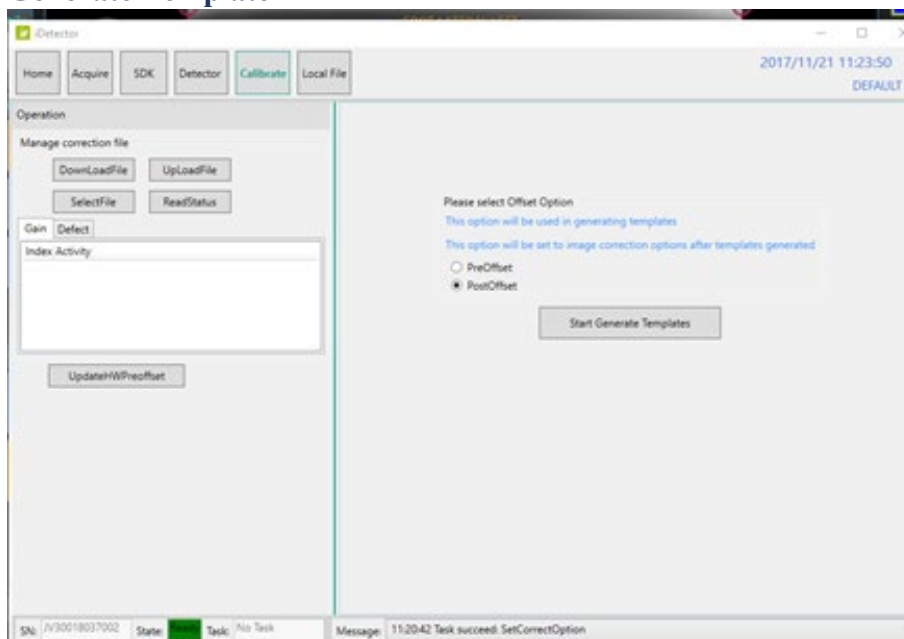 iDetector
Home Acquire SDK Detector Calibrate Local File
2017/11/21 11:23:50
DEFAULT
Operation
Manage correction file
DownLoadFile UpLoadFile
SelectFile ReadStatus
Gain Defect
Index Activity
UpdateHWPreoffset
Please select Offset Option
This option will be used in generating templates
This option will be set to image correction options after templates generated
PreOffset
PostOffset
Start Generate Templates
SN: JV30018037002 State: Ready Task: No Task Message: 11:20:42 Task succeed: SetCorrectOption